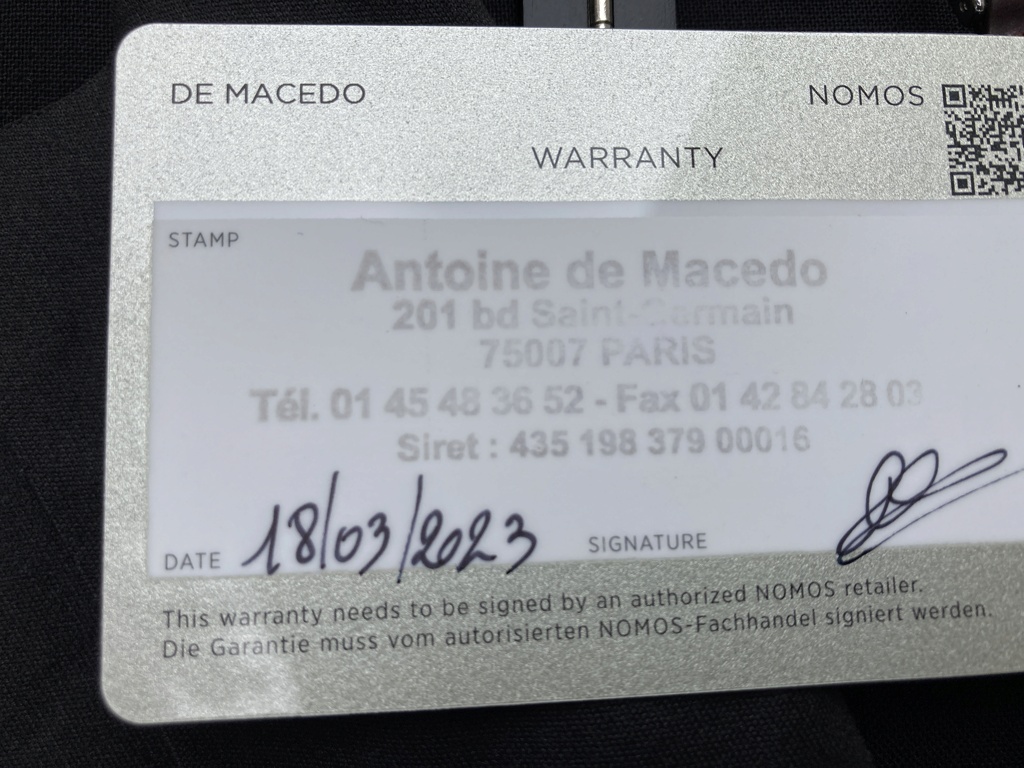 DE MACEDO
NOMOS
WARRANTY
STAMP
Antoine de Macedo
201 bd Saint-Germain
75007 PARIS
Tél. 01 45 48 36 52 - Fax 01 42 84 28 03
Siret : 435 198 379 00016
DATE 18/03/2023 SIGNATURE
This warranty needs to be signed by an authorized NOMOS retailer.
Die Garantie muss vom autorisierten NOMOS-Fachhandel signiert werden.